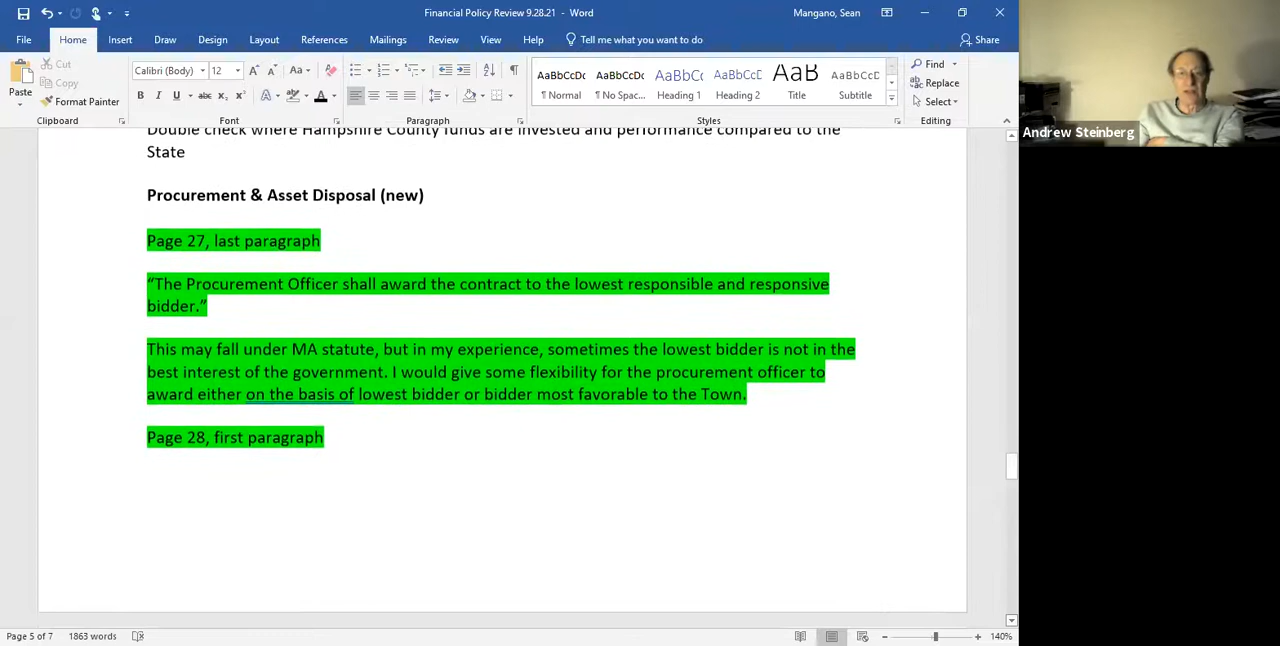 Financial Policy Review 9.28.21 - Word
Mangano, Sean
File Home Insert Draw Design Layout References Mailings Review View Help Tell me what you want to do
Share
Paste
Cut
Copy
Format Painter
Clipboard
Calibri (Body) 12
Font
Paragraph
AaBbCcDc
¶ Normal
AaBbCcDc
¶ No Spac...
AaBbCc
Heading 1
AaBbCcD
Heading 2
AaB
Title
AaBbCcD
Subtitle
Styles
Find
Replace
Select
Editing
Double check where Hampshire County funds are invested and performance compared to the
State
Procurement & Asset Disposal (new)
Page 27, last paragraph
“The Procurement Officer shall award the contract to the lowest responsible and responsive
bidder.”
This may fall under MA statute, but in my experience, sometimes the lowest bidder is not in the
best interest of the government. I would give some flexibility for the procurement officer to
award either on the basis of lowest bidder or bidder most favorable to the Town.
Page 28, first paragraph
Page 5 of 7 1863 words
140%
Andrew Steinberg